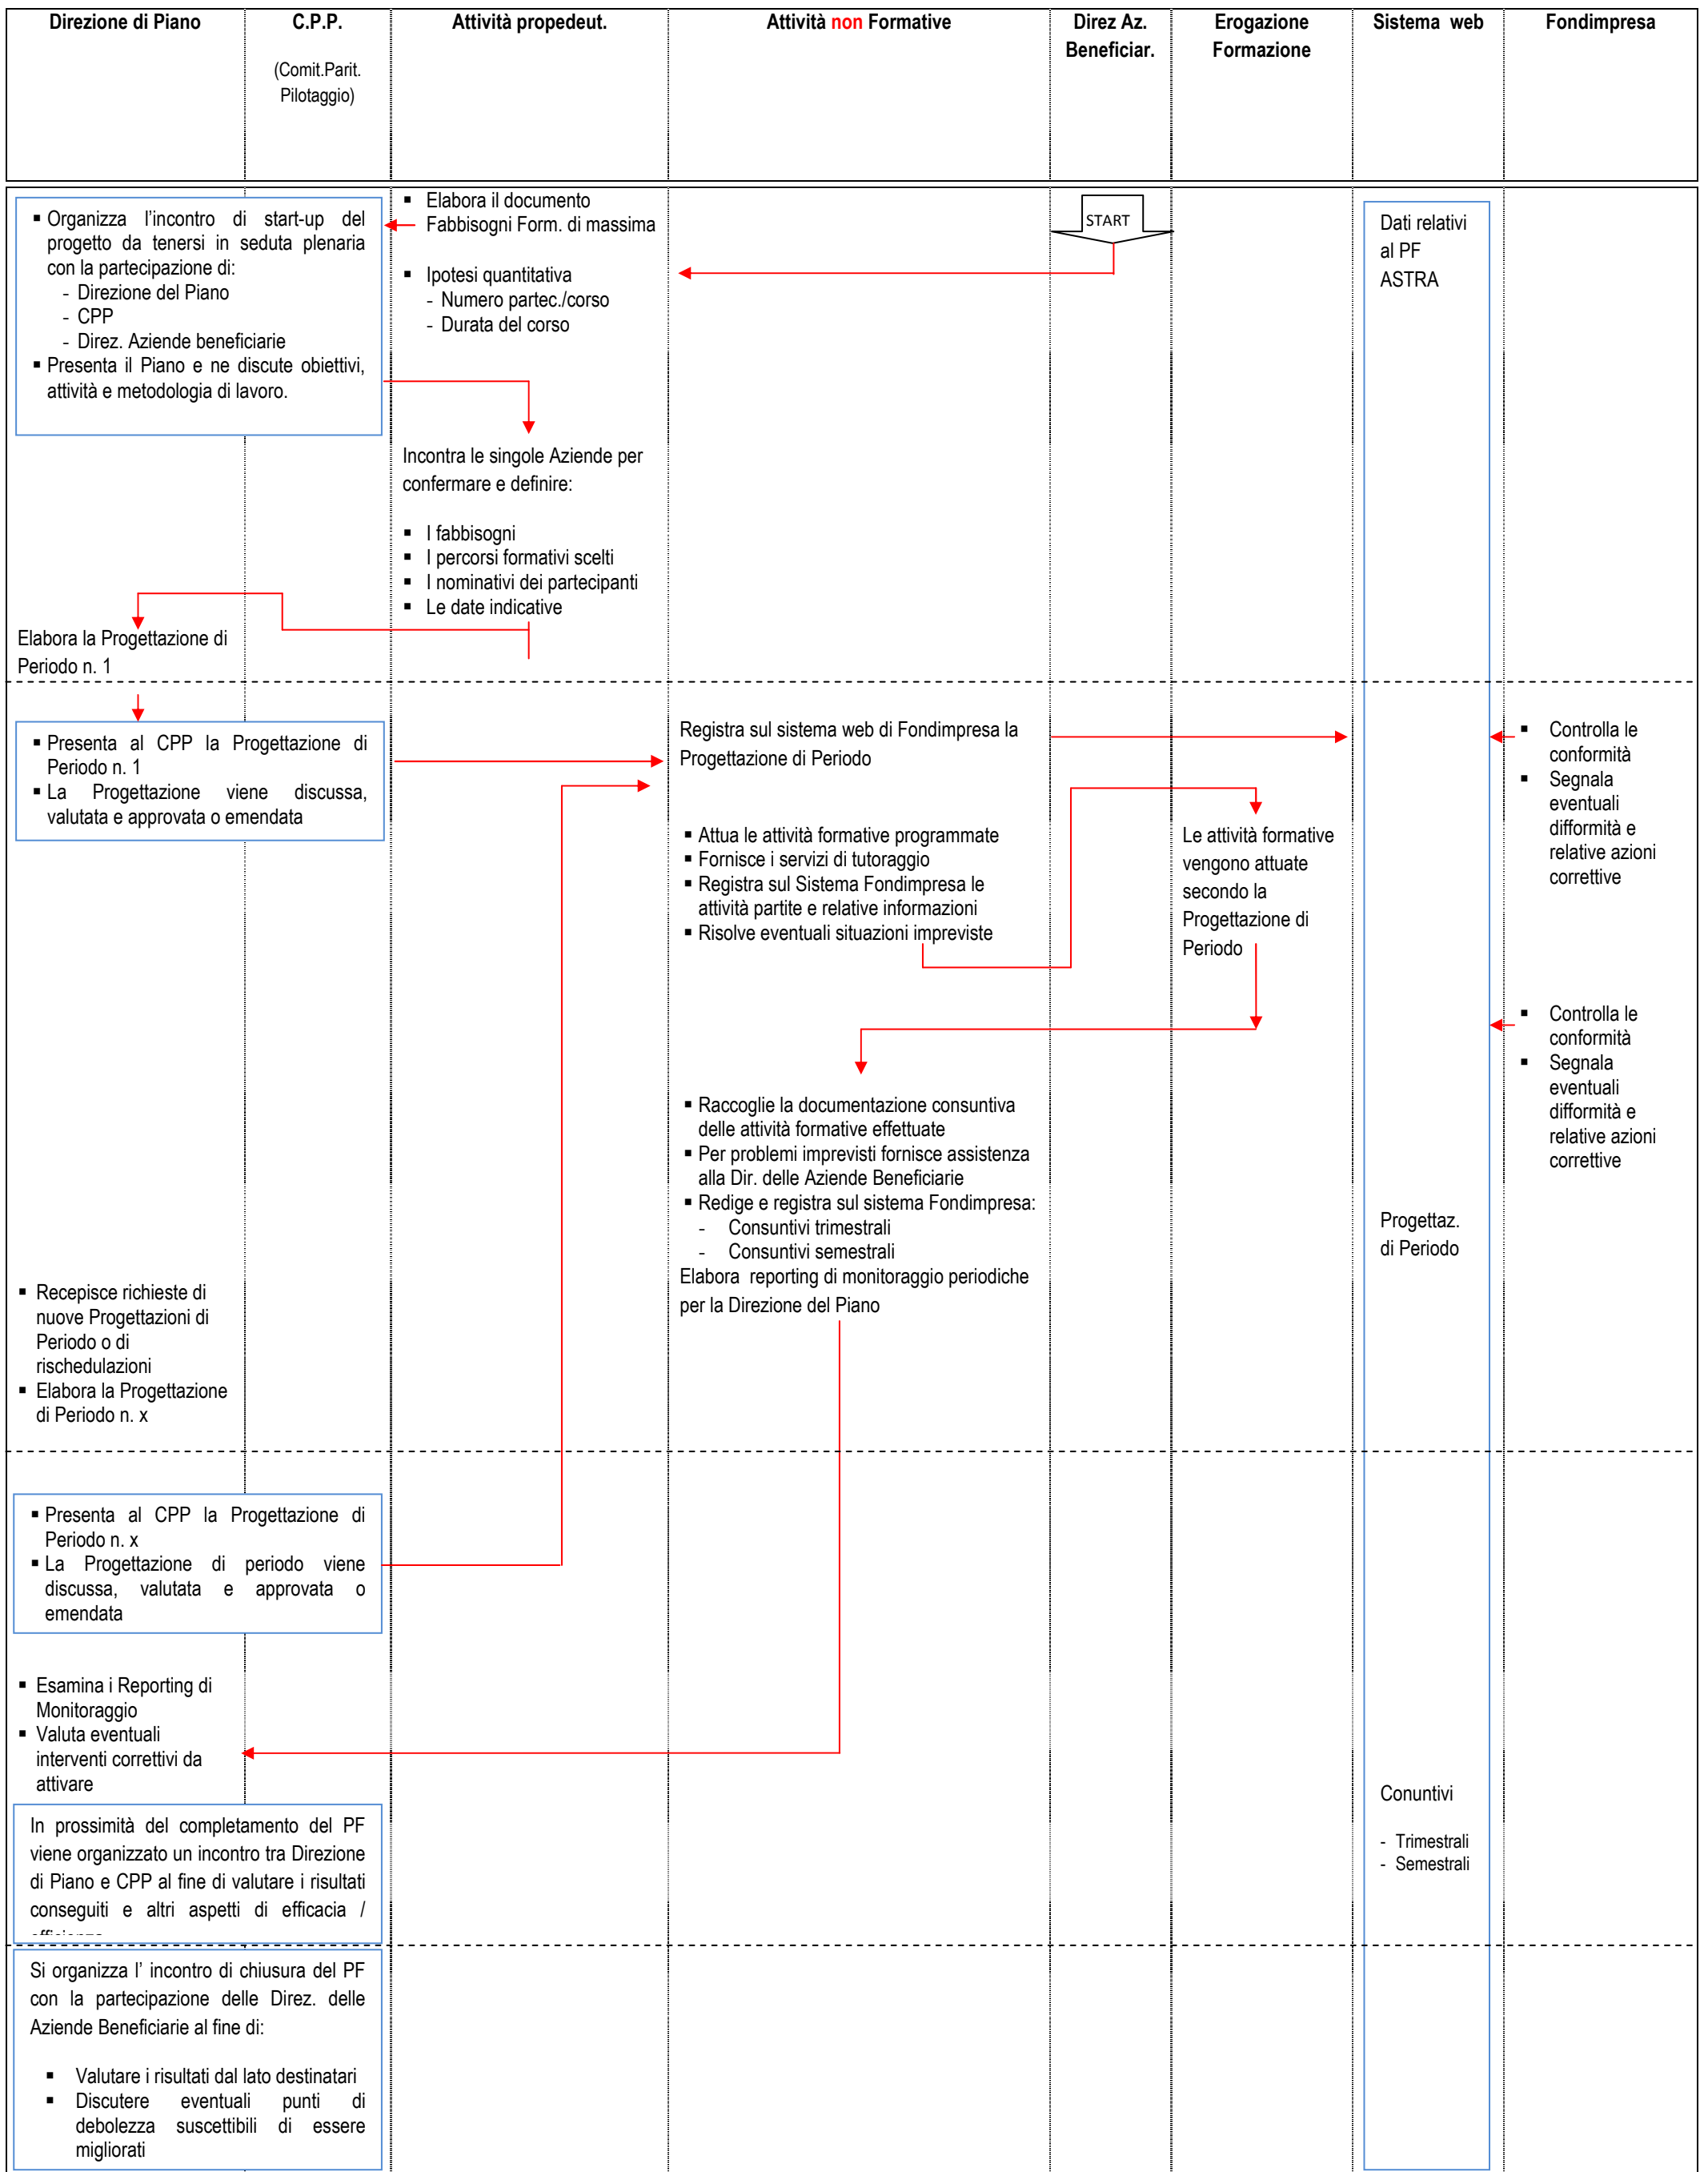 Direzione di Piano
C.P.P.
(Comit.Parit.
Pilotaggio)
Attività propedeut.
Attività non Formative
Direz Az.
Beneficiar.
Erogazione
Formazione
Sistema web
Fondimpresa
▪ Organizza l'incontro di start-up del
progetto da tenersi in seduta plenaria
con la partecipazione di:
- Direzione del Piano
- CPP
- Direz. Aziende beneficiarie
▪ Presenta il Piano e ne discute obiettivi,
attività e metodologia di lavoro.
▪ Elabora il documento
Fabbisogni Form. di massima
▪ Ipotesi quantitativa
- Numero partec./corso
- Durata del corso
START
Dati relativi
al PF
ASTRA
Incontra le singole Aziende per
confermare e definire:
▪ I fabbisogni
▪ I percorsi formativi scelti
▪ I nominativi dei partecipanti
▪ Le date indicative
Elabora la Progettazione di
Periodo n. 1
▪ Presenta al CPP la Progettazione di
Periodo n. 1
▪ La Progettazione viene discussa,
valutata e approvata o emendata
Registra sul sistema web di Fondimpresa la
Progettazione di Periodo
▪ Attua le attività formative programmate
▪ Fornisce i servizi di tutoraggio
▪ Registra sul Sistema Fondimpresa le
attività partite e relative informazioni
▪ Risolve eventuali situazioni impreviste
Le attività formative
vengono attuate
secondo la
Progettazione di
Periodo
▪ Controlla le
conformità
▪ Segnala
eventuali
difformità e
relative azioni
correttive
▪ Controlla le
conformità
▪ Segnala
eventuali
difformità e
relative azioni
correttive
▪ Raccoglie la documentazione consuntiva
delle attività formative effettuate
▪ Per problemi imprevisti fornisce assistenza
alla Dir. delle Aziende Beneficiarie
▪ Redige e registra sul sistema Fondimpresa:
- Consuntivi trimestrali
- Consuntivi semestrali
Elabora reporting di monitoraggio periodiche
per la Direzione del Piano
Progettaz.
di Periodo
▪ Recepisce richieste di
nuove Progettazioni di
Periodo o di
rischedulazioni
▪ Elabora la Progettazione
di Periodo n. x
▪ Presenta al CPP la Progettazione di
Periodo n. x
▪ La Progettazione di periodo viene
discussa, valutata e approvata o
emendata
▪ Esamina i Reporting di
Monitoraggio
▪ Valuta eventuali
interventi correttivi da
attivare
Conuntivi
- Trimestrali
- Semestrali
In prossimità del completamento del PF
viene organizzato un incontro tra Direzione
di Piano e CPP al fine di valutare i risultati
conseguiti e altri aspetti di efficacia /
Si organizza l' incontro di chiusura del PF
con la partecipazione delle Direz. delle
Aziende Beneficiarie al fine di:
▪ Valutare i risultati dal lato destinatari
▪ Discutere eventuali punti di
debolezza suscettibili di essere
migliorati